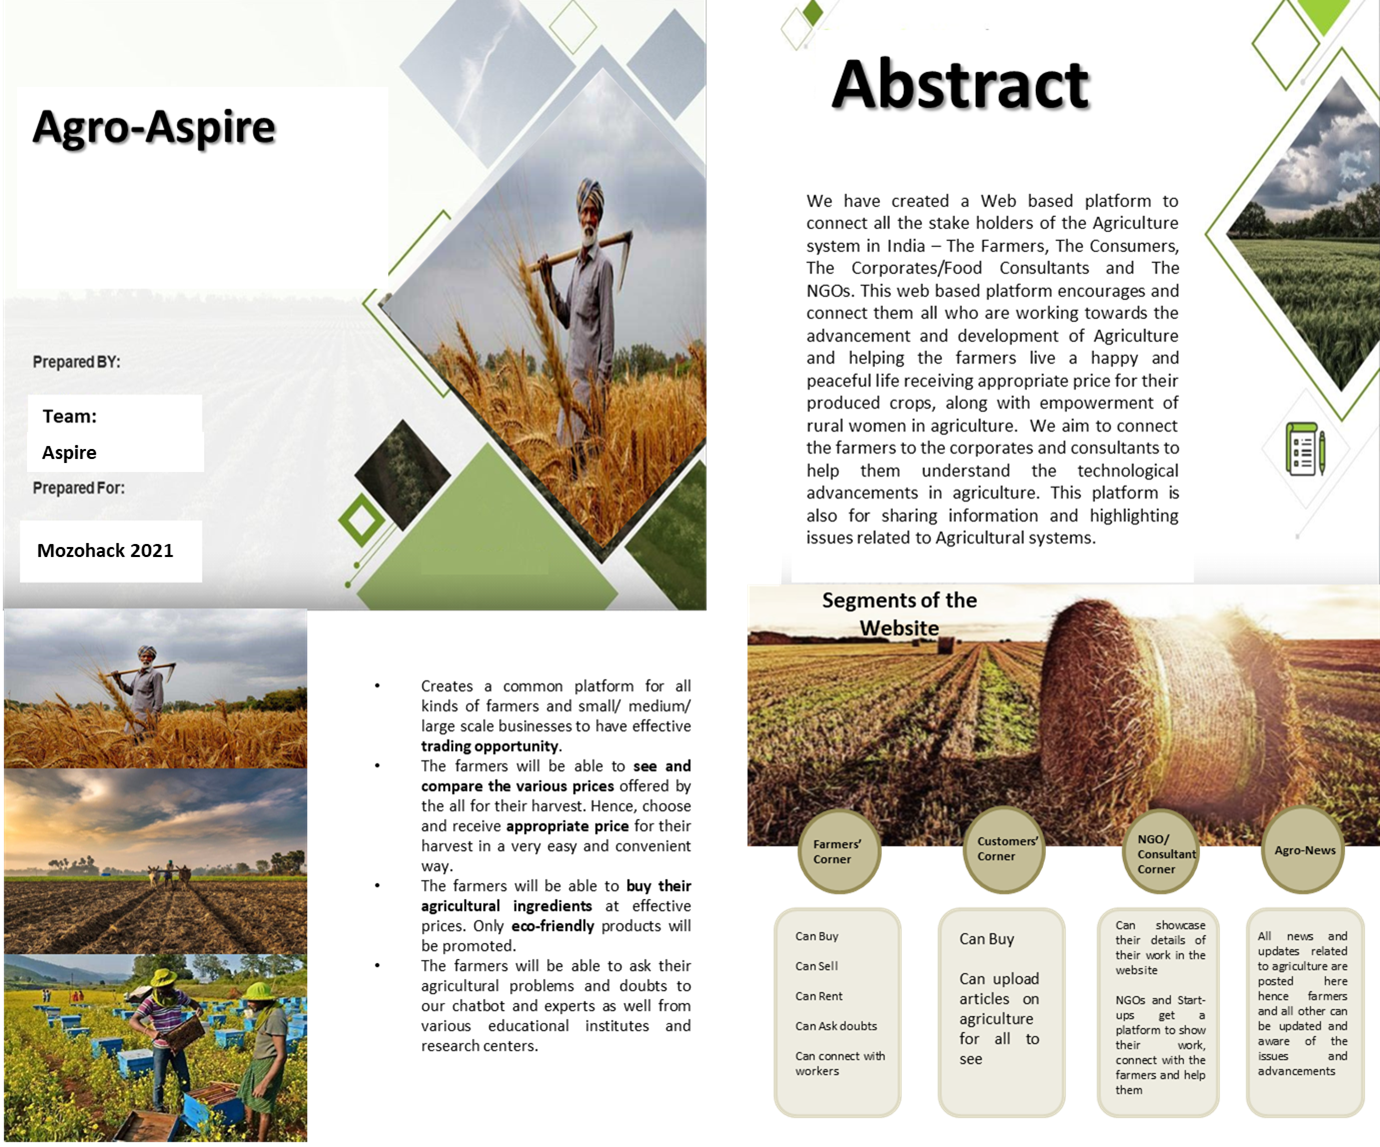 Agro-Aspire
Prepared BY:
Team:
Aspire
Prepared For:
Mozohack 2021
Abstract
We have created a Web based platform to
connect all the stake holders of the Agriculture
system in India – The Farmers, The Consumers,
The Corporates/Food Consultants and The
NGOs. This web based platform encourages and
connect them all who are working towards the
advancement and development of Agriculture
and helping the farmers live a happy and
peaceful life receiving appropriate price for their
produced crops, along with empowerment of
rural women in agriculture. We aim to connect
the farmers to the corporates and consultants to
help them understand the technological
advancements in agriculture. This platform is
also for sharing information and highlighting
issues related to Agricultural systems.
• Creates a common platform for all
kinds of farmers and small/ medium/
large scale businesses to have effective
trading opportunity.
• The farmers will be able to see and
compare the various prices offered by
the all for their harvest. Hence, choose
and receive appropriate price for their
harvest in a very easy and convenient
way.
• The farmers will be able to buy their
agricultural ingredients at effective
prices. Only eco-friendly products will
be promoted.
• The farmers will be able to ask their
agricultural problems and doubts to
our chatbot and experts as well from
various educational institutes and
research centers.
Segments of the
Website
Farmers'
Corner
Can Buy
Can Sell
Can Rent
Can Ask doubts
Can connect with
workers
Customers'
Corner
Can Buy
Can upload
articles on
agriculture
for all to
see
NGO/
Consultant
Corner
Can showcase
their details of
their work in the
website
NGOs and Start-
ups get a
platform to show
their work,
connect with the
farmers and help
them
Agro-News
All news and
updates related
to agriculture are
posted here
hence farmers
and all other can
be updated and
aware of the
issues and
advancements